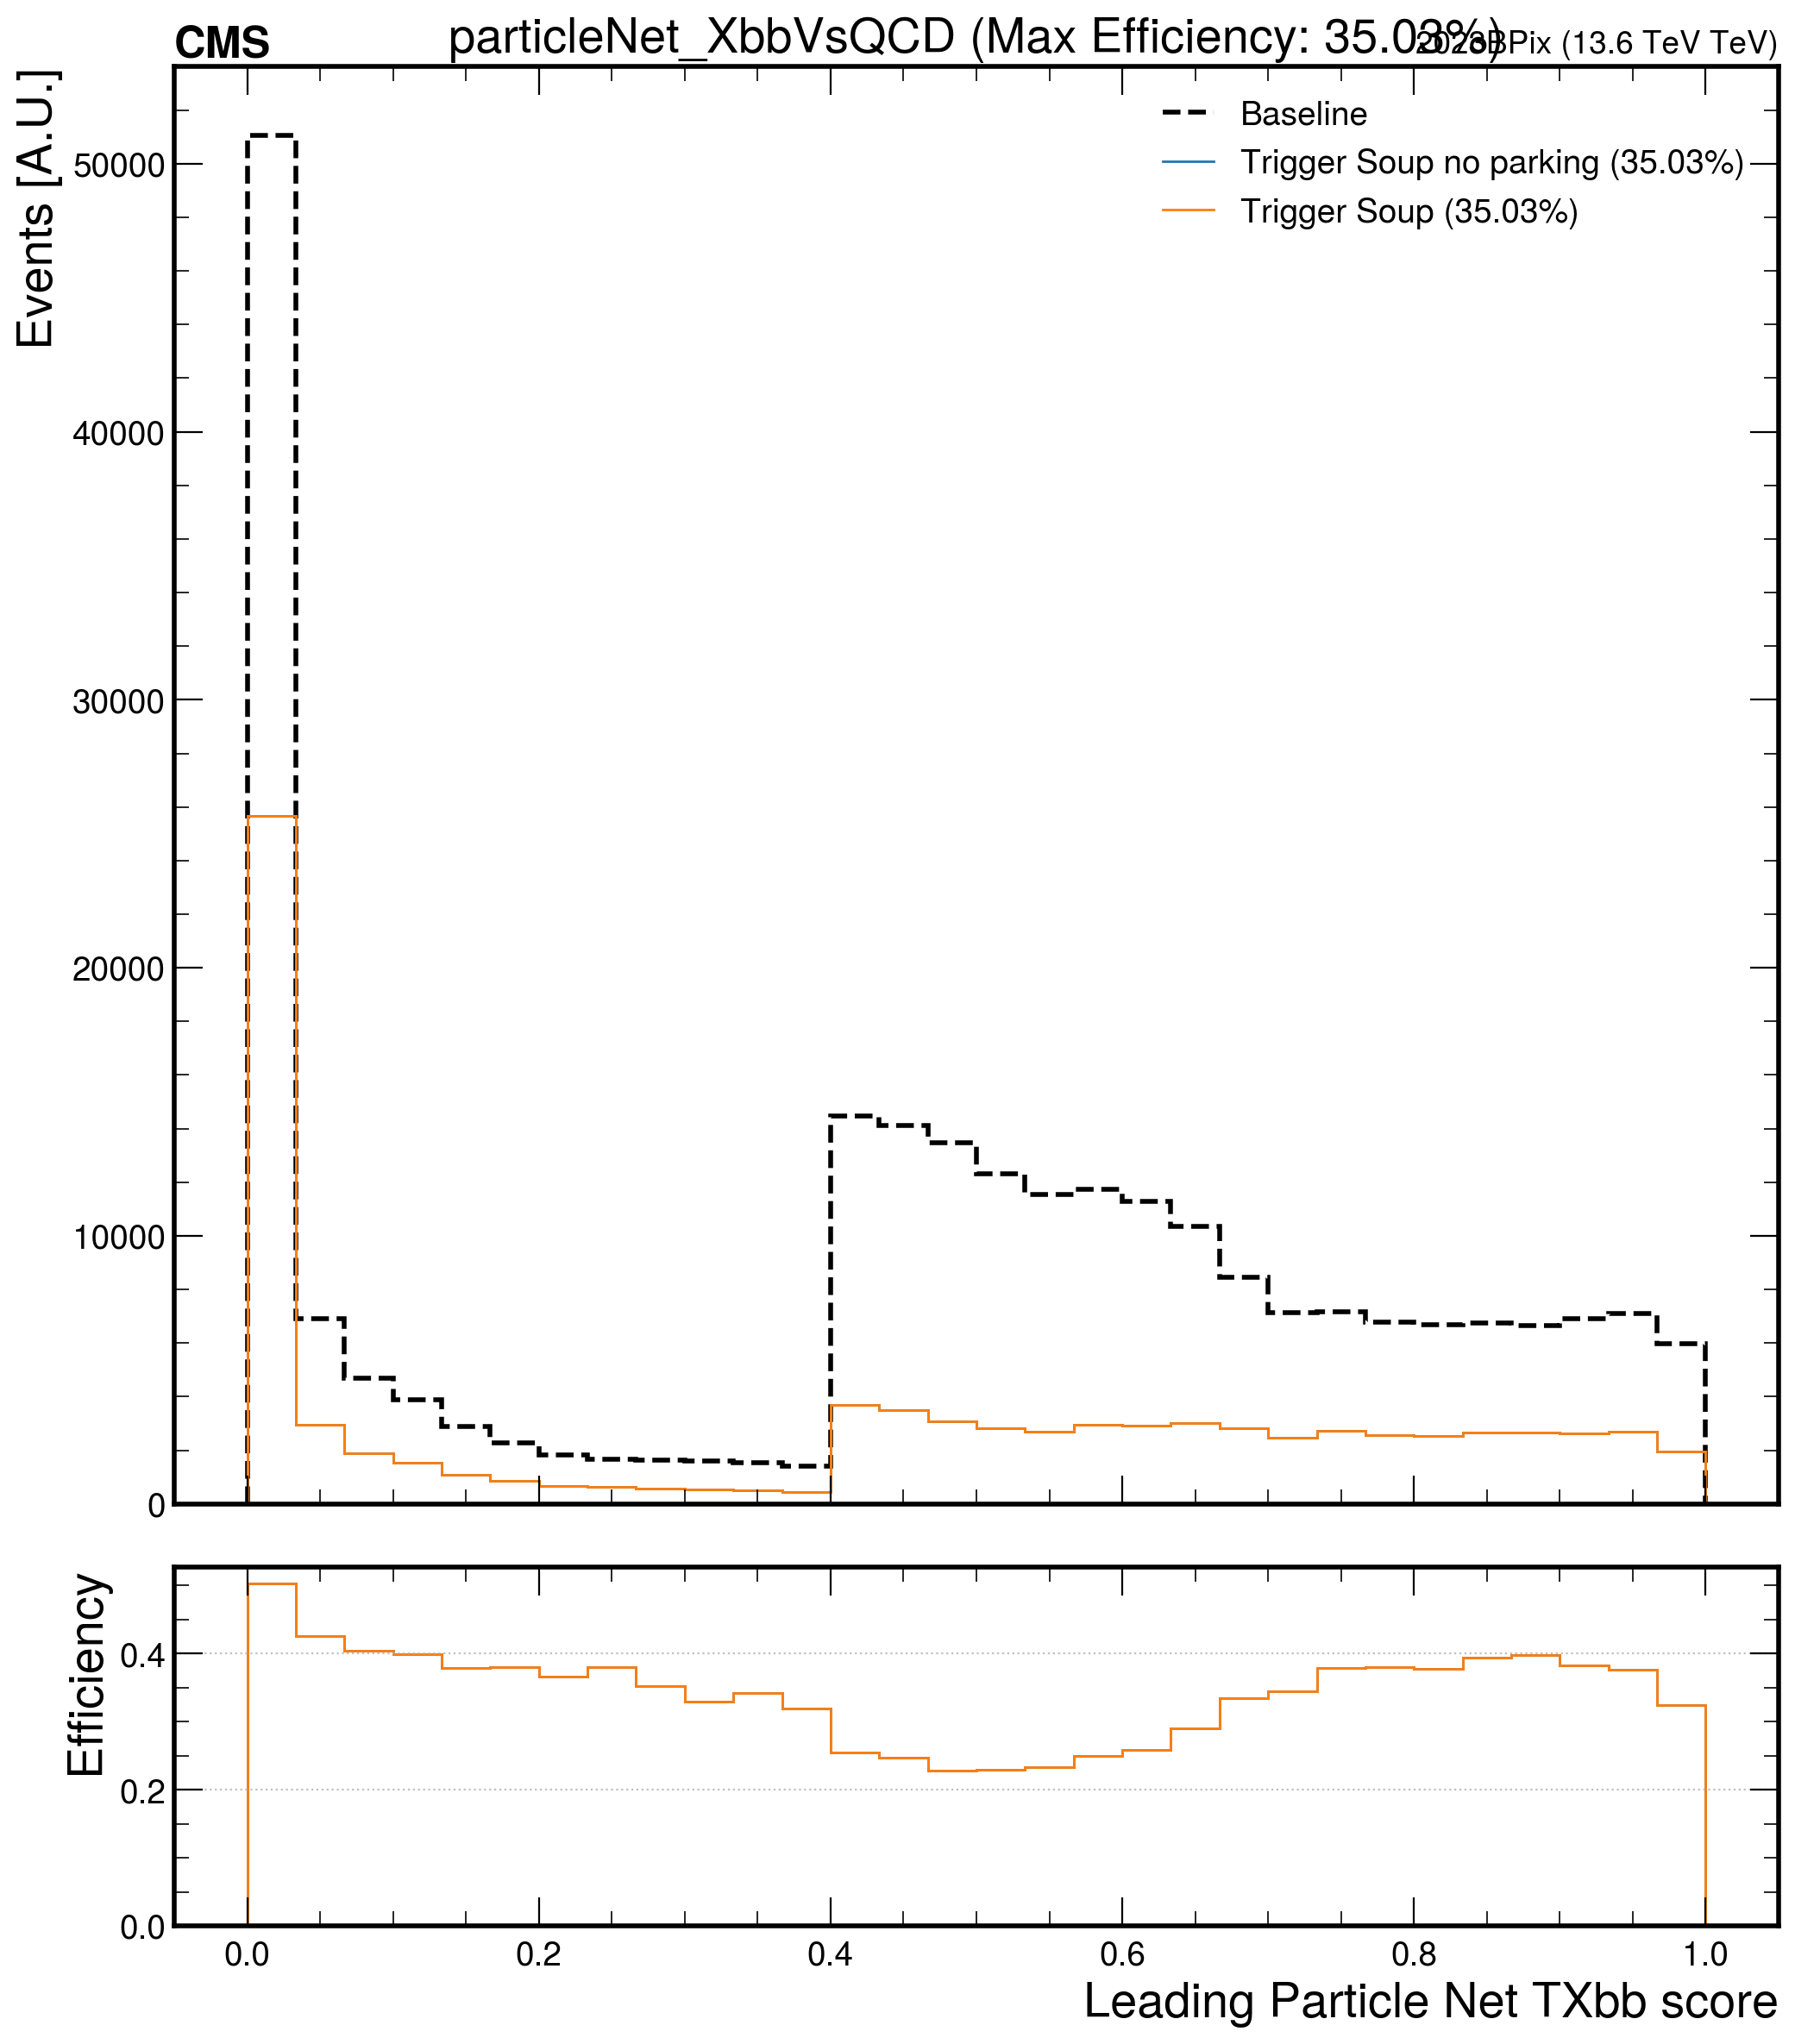 CMS
particleNet_XbbVsQCD (Max Efficiency: 35.03%)
2023BPix (13.6 TeV TeV)
Events [A.U.]
Baseline
Trigger Soup no parking (35.03%)
Trigger Soup (35.03%)
50000
40000
30000
20000
10000
0
Efficiency
0.4
0.2
0.0
0.0 0.2 0.4 0.6 0.8 1.0
Leading Particle Net TXbb score